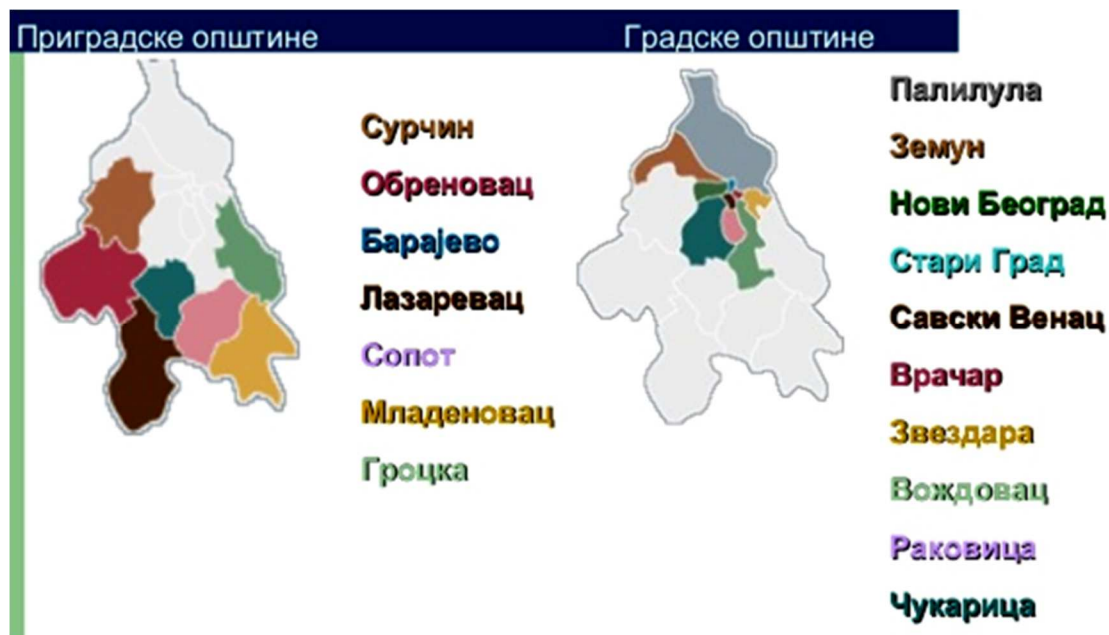 Приградске општине
Градске општине
Сурчин
Обреновац
Барајево
Лазаревац
Сопот
Младеновац
Гроцка
Палилула
Земун
Нови Београд
Стари Град
Савски Венац
Врачар
Звездара
Вождовац
Раковица
Чукарица